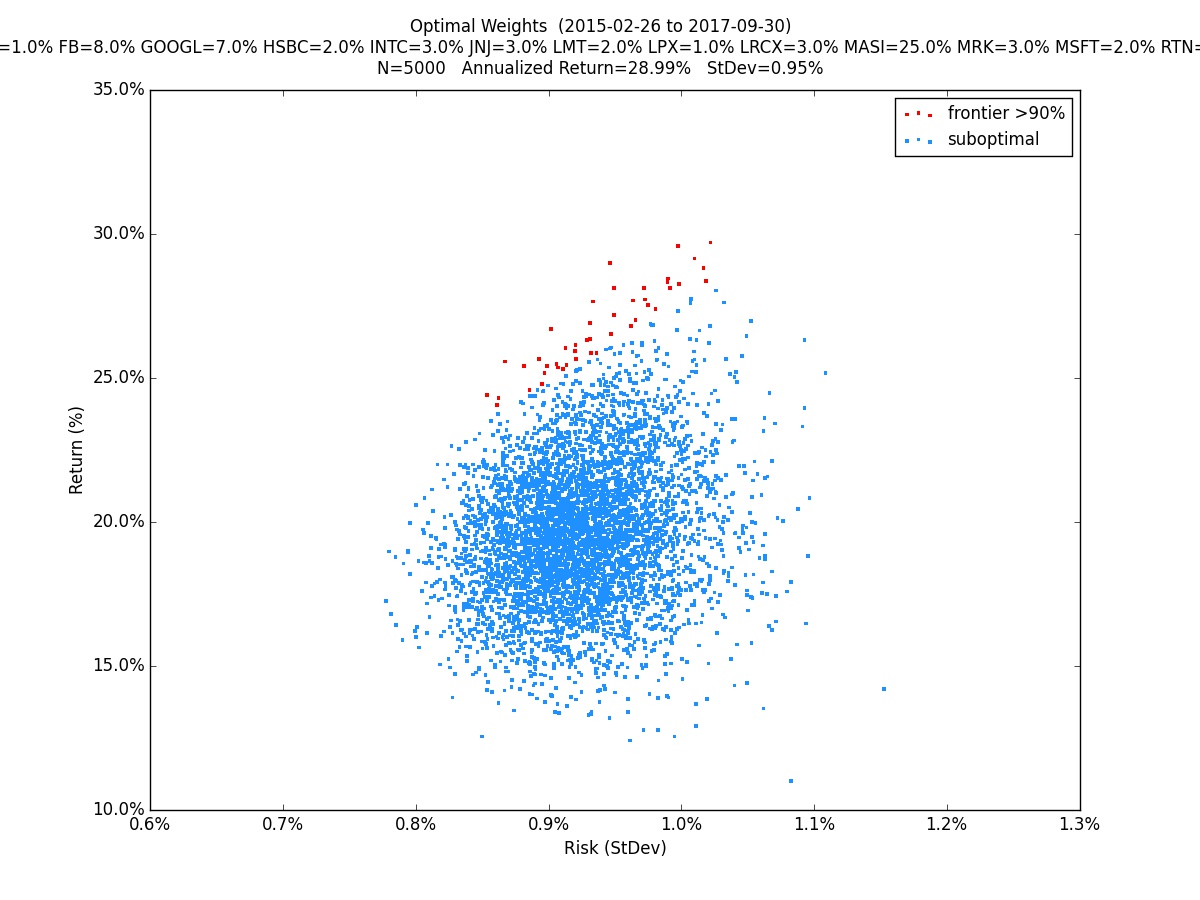 Optimal Weights (2015-02-26 to 2017-09-30)
=1.0% FB=8.0% GOOGL=7.0% HSBC=2.0% INTC=3.0% JNJ=3.0% LMT=2.0% LPX=1.0% LRCX=3.0% MASI=25.0% MRK=3.0% MSFT=2.0% RTN=
N=5000 Annualized Return=28.99% StDev=0.95%
35.0%
frontier >90%
suboptimal
30.0%
25.0%
Return (%)
20.0%
15.0%
10.0%
0.6% 0.7% 0.8% 0.9% 1.0% 1.1% 1.2% 1.3%
Risk (StDev)